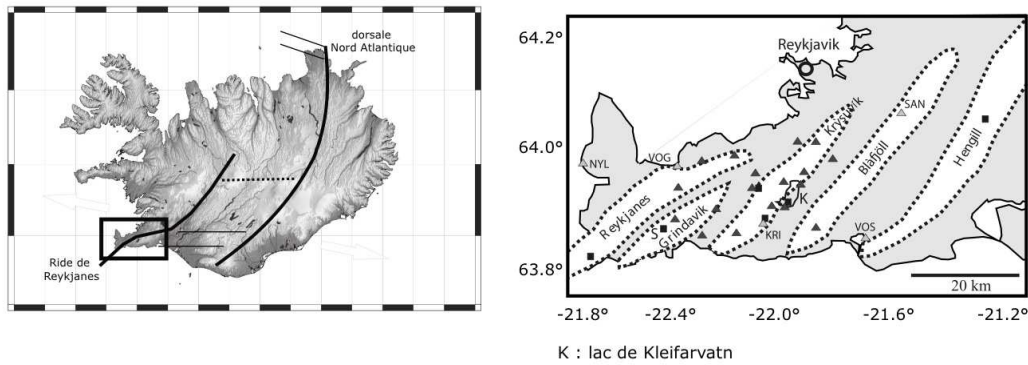 dorsale
Nord Atlantique
Ride de
Reykjanes
64.2°
64.0°
63.8°
Reykjavik
NYL
VOG
Krysuvik
SAN
Blàfjöll
Hengill
Reykjanes
S
Grindavik
K
KRI
VOS
20 km
-21.8° -22.4° -22.0° -21.6° -21.2°
K : lac de Kleifarvatn